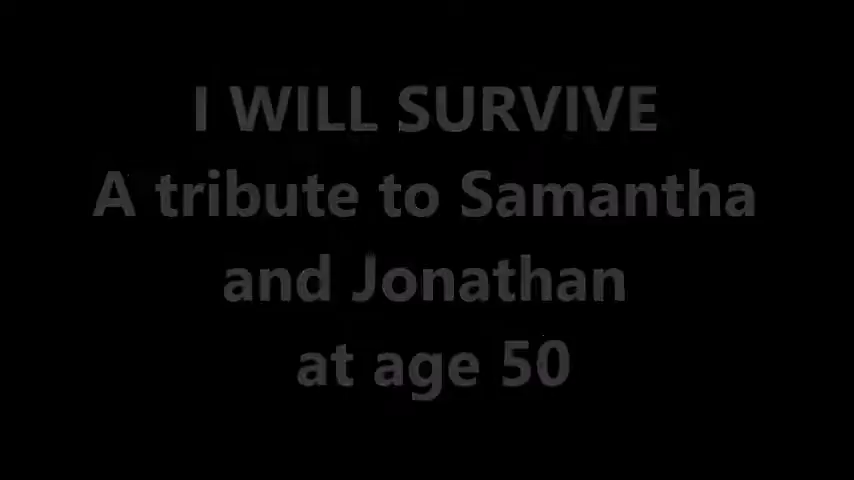 I WILL SURVIVE
A tribute to Samantha
and Jonathan
at age 50